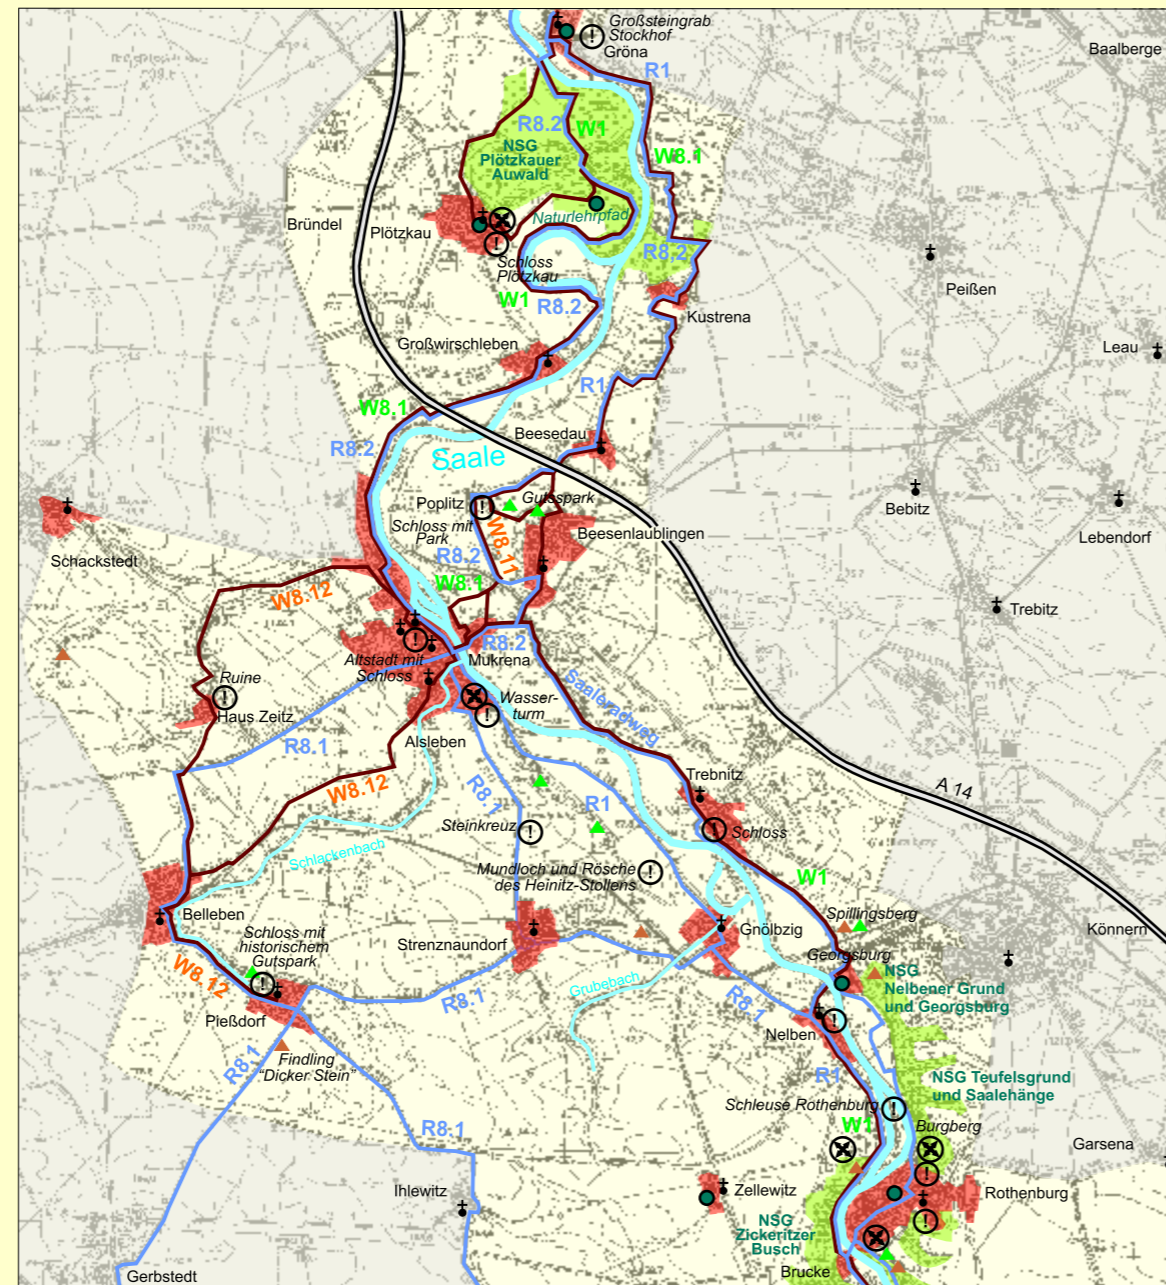 Großsteingrab
Stockhof
Gröna
Baalberge
R1
R8.2
W1
NSG
Plötzkauer
Auwald
W8.1
Bründel
Plötzkau
Naturlehrpfad
Schloss
Plötzkau
R8.2
Peißen
W1
R8.2
Kustrena
Großwirschleben
Leau
R1
W8.1
Beesedau
R8.2
Saale
Poplitz
Gutspark
Bebitz
Schloss mit
Park
W8.11
Beesenlaublingen
Lebendorf
Schackstedt
R8.2
W8.1
W8.12
Trebitz
R8.2
Altstadt mit
Schloss
Mukrena
Ruine
Haus Zeitz
Wasser-
turm
Saaleradweg
Alsleben
R8.1
W8.12
R8.1
Trebnitz
A 14
R1
Steinkreuz
Schloss
Schlackenbach
Mundloch und Rösche
des Heinitz-Stollens
W1
Belleben
Spillingsberg
Schloss mit
historischem
Gutspark
Strenznaundorf
Gnölbzig
Könnern
Georgsburg
W8.12
NSG
Nelbener Grund
und Georgsburg
Grubebach
R8.1
R8.1
Pießdorf
Nelben
R8.1
Findling
“Dicker Stein”
R1
NSG Teufelsgrund
und Saalehänge
Schleuse Rothenburg
R8.1
W1
Burgberg
Garsena
Ihlewitz
Zellewitz
Rothenburg
NSG
Zickeritzer
Busch
Brucke
Gerbstedt